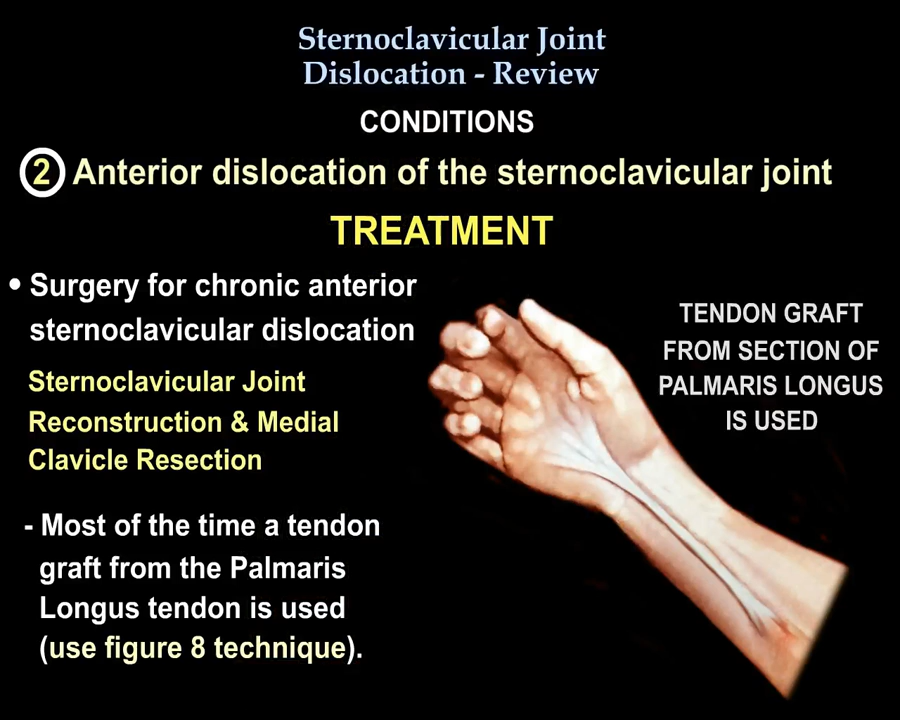 Sternoclavicular Joint
Dislocation - Review
CONDITIONS
2 Anterior dislocation of the sternoclavicular joint
TREATMENT
• Surgery for chronic anterior
sternoclavicular dislocation
Sternoclavicular Joint
Reconstruction & Medial
Clavicle Resection
- Most of the time a tendon
graft from the Palmaris
Longus tendon is used
(use figure 8 technique).
TENDON GRAFT
FROM SECTION OF
PALMARIS LONGUS
IS USED